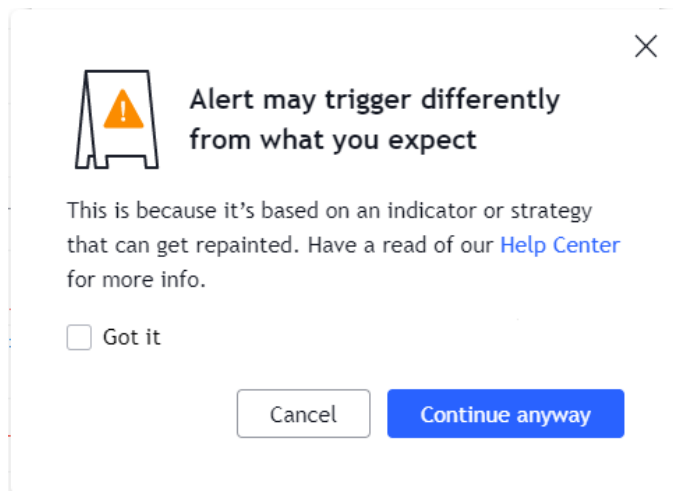 Alert may trigger differently
from what you expect
This is because it’s based on an indicator or strategy
that can get repainted. Have a read of our Help Center
for more info.
Got it
Cancel
Continue anyway